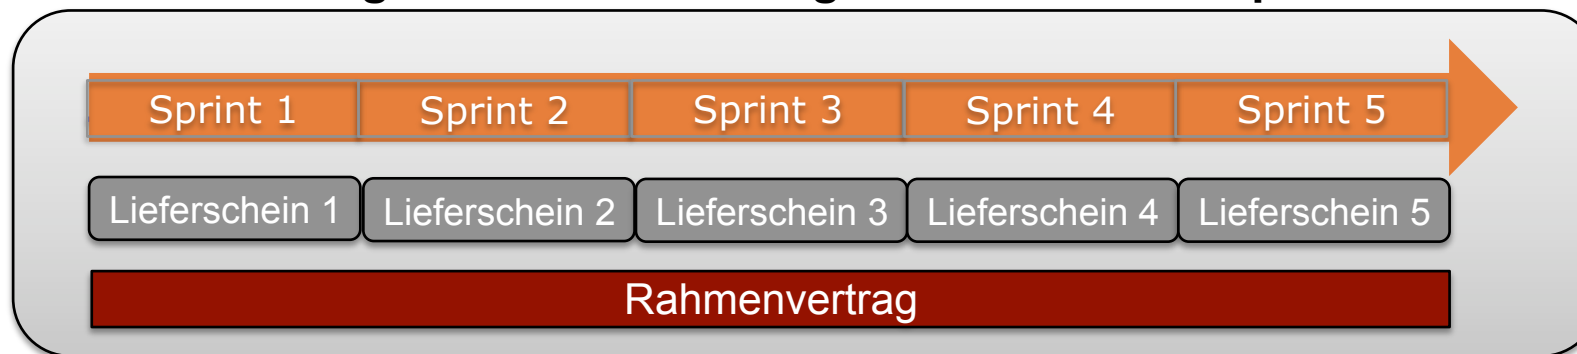 Sprint 1 Sprint 2 Sprint 3 Sprint 4 Sprint 5
Lieferschein 1 Lieferschein 2 Lieferschein 3 Lieferschein 4 Lieferschein 5
Rahmenvertrag